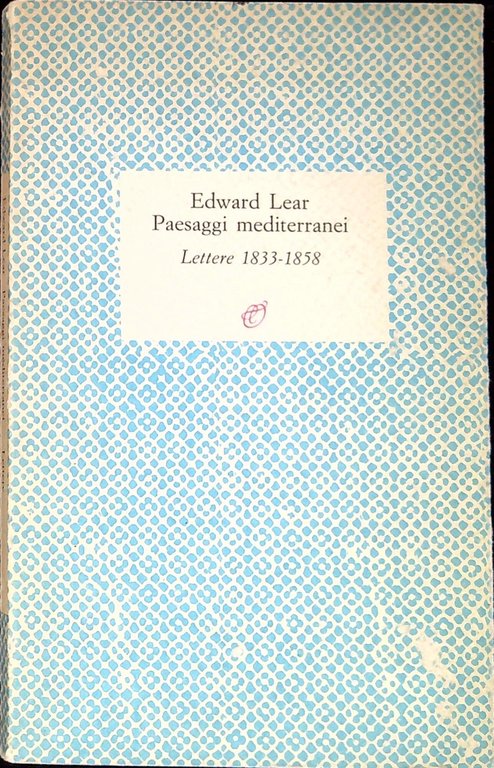 Edward Lear
Paesaggi mediterranei
Lettere 1833-1858